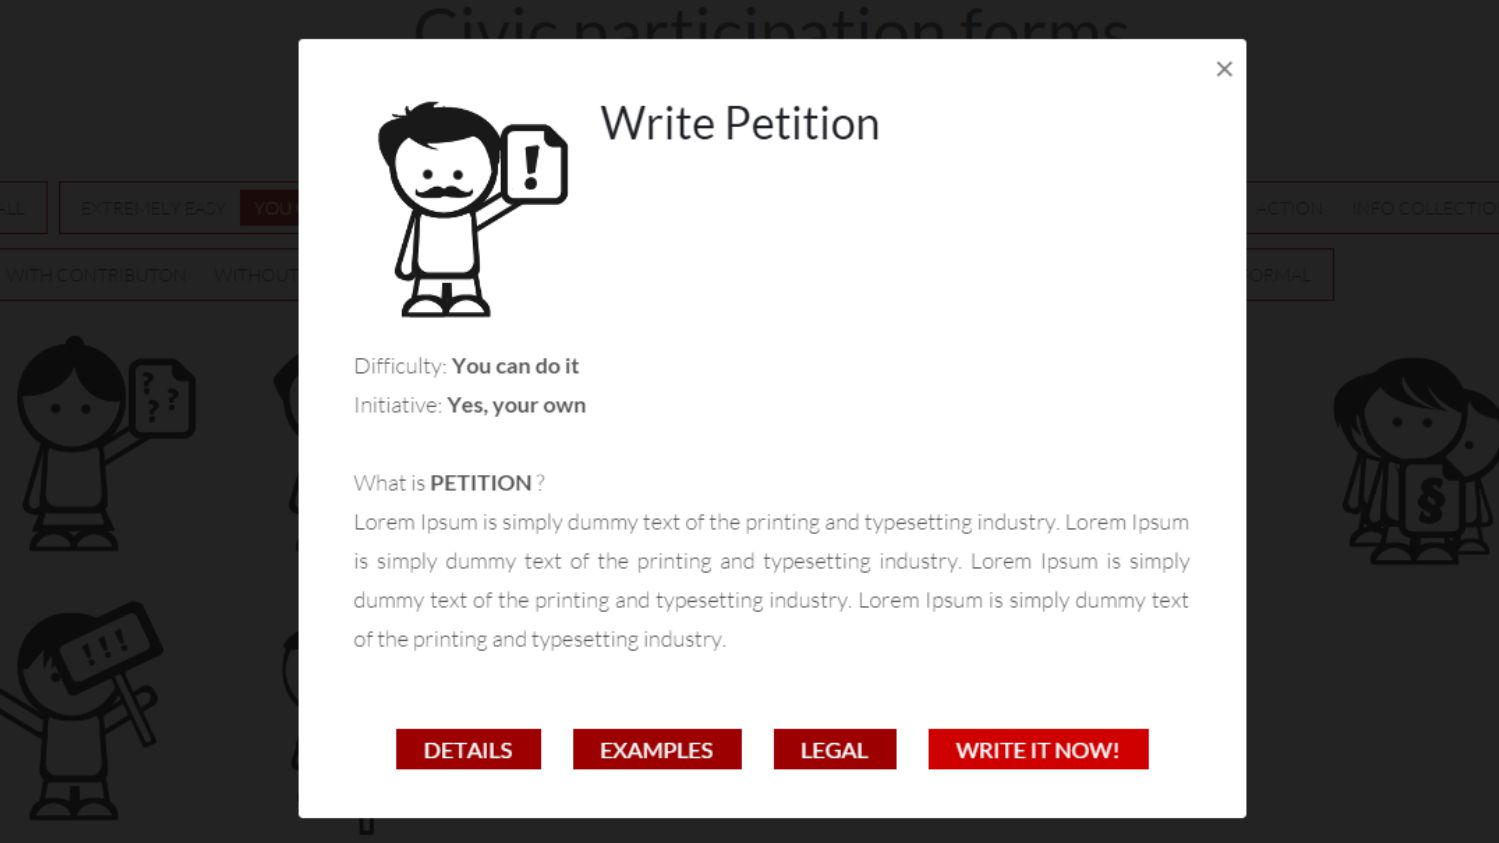 Civic participation forms
×
Write Petition
!
ALL
EXTREMELY EASY
YOU
ACTION
INFO COLLECTIO
WITH CONTRIBUTON
WITHOUT
ORMAL
? ? ?
§
!!!
Difficulty: You can do it
Initiative: Yes, your own
What is PETITION ?
Lorem Ipsum is simply dummy text of the printing and typesetting industry. Lorem Ipsum
is simply dummy text of the printing and typesetting industry. Lorem Ipsum is simply
dummy text of the printing and typesetting industry. Lorem Ipsum is simply dummy text
of the printing and typesetting industry.
DETAILS
EXAMPLES
LEGAL
WRITE IT NOW!